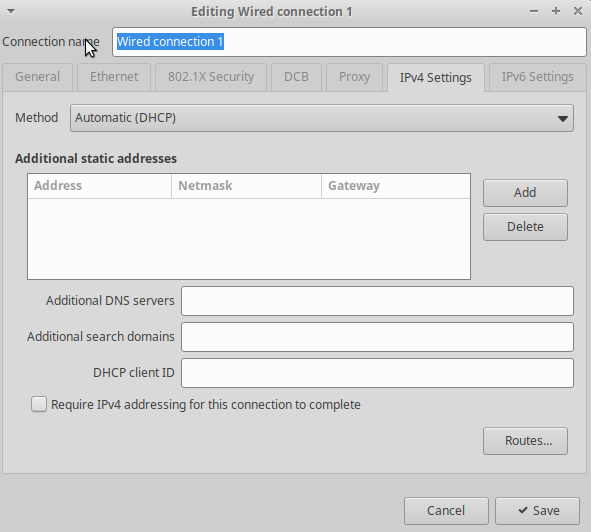 Editing Wired connection 1
Connection name Wired connection 1
General Ethernet 802.1X Security DCB Proxy IPv4 Settings IPv6 Settings
Method Automatic (DHCP)
Additional static addresses
Address Netmask Gateway
Add
Delete
Additional DNS servers
Additional search domains
DHCP client ID
Require IPv4 addressing for this connection to complete
Routes...
Cancel Save